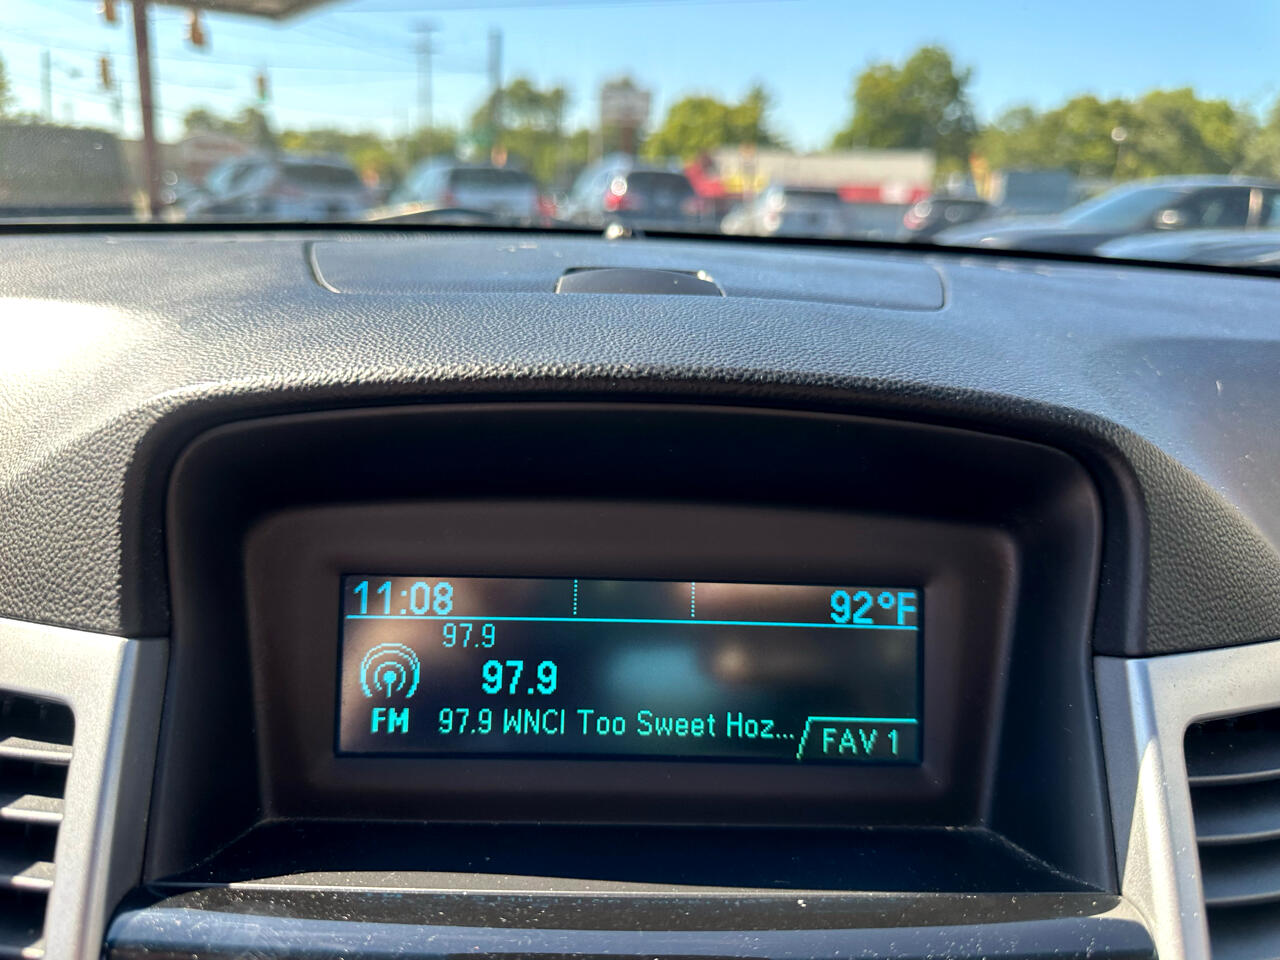 11:08 92°F
97.9
97.9
FM 97.9 WNCI Too Sweet Hoz...
FAV 1